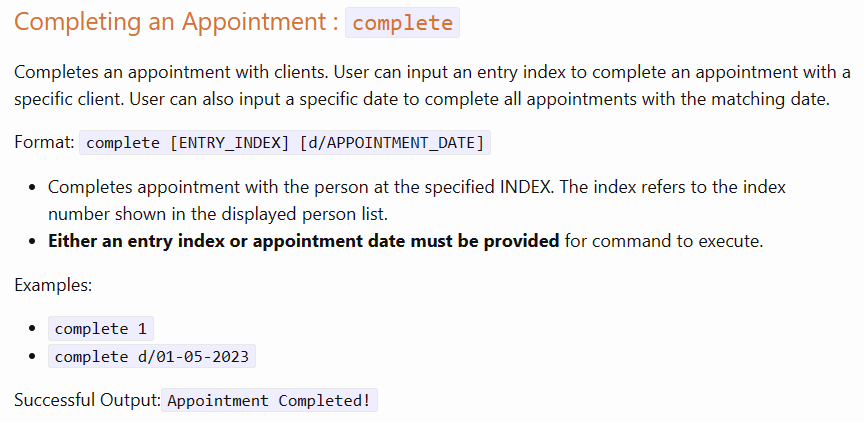 Completing an Appointment : complete
Completes an appointment with clients. User can input an entry index to complete an appointment with a
specific client. User can also input a specific date to complete all appointments with the matching date.
Format: complete [ENTRY_INDEX] [d/APPOINTMENT_DATE]
• Completes appointment with the person at the specified INDEX. The index refers to the index
number shown in the displayed person list.
• Either an entry index or appointment date must be provided for command to execute.
Examples:
• complete 1
• complete d/01-05-2023
Successful Output: Appointment Completed!